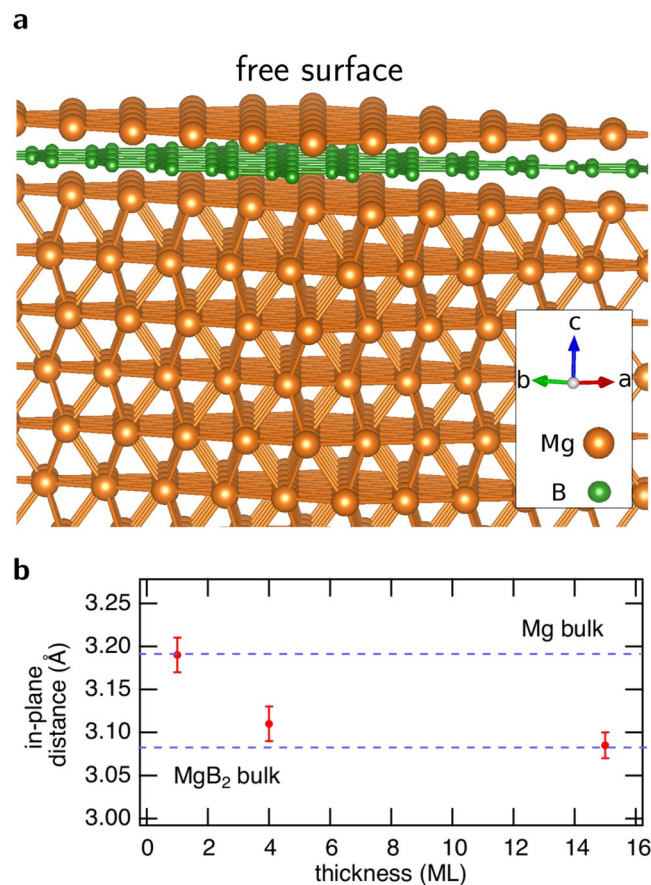 a
free surface
c
b
a
Mg
B
b
3.25
3.20
3.15
3.10
3.05
3.00
in-plane
distance (Å)
Mg bulk
MgB₂ bulk
0 2 4 6 8 10 12 14 16
thickness (ML)